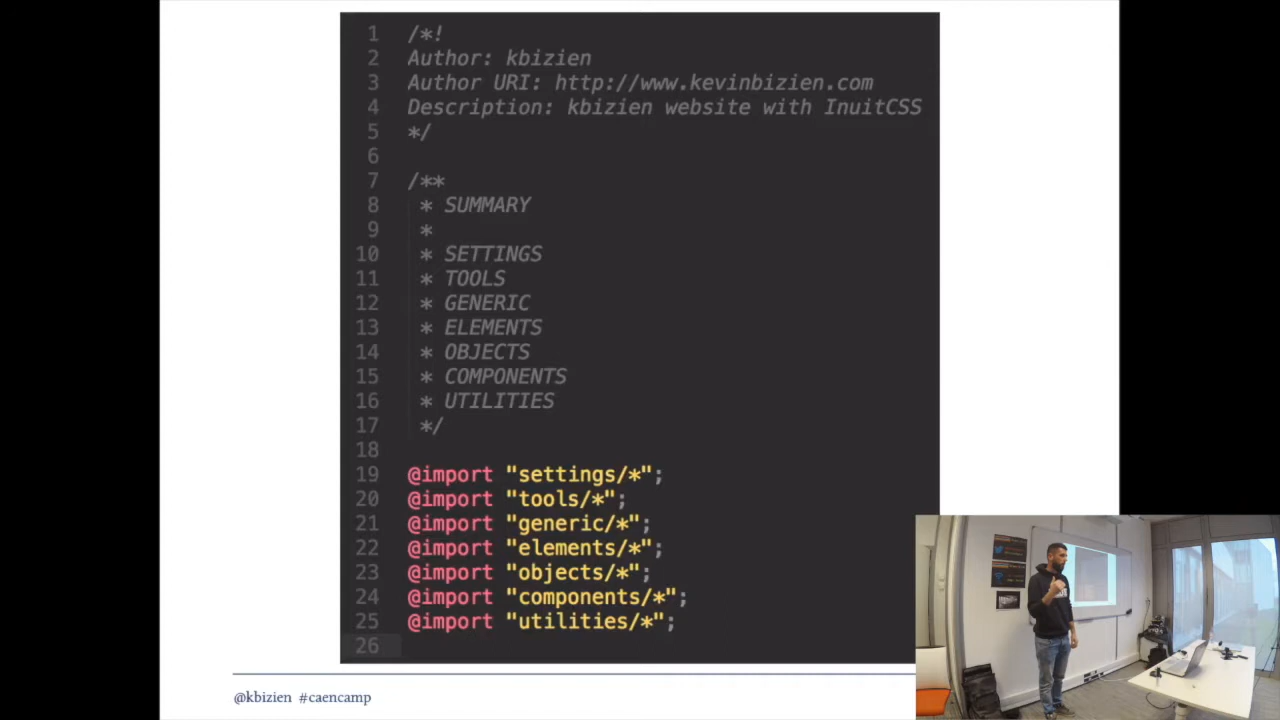 1 /*!
2 Author: kbizien
3 Author URI: http://www.kevinbizien.com
4 Description: kbizien website with InuitCSS
5 */
6
7 /**
8 * SUMMARY
9 *
10 * SETTINGS
11 * TOOLS
12 * GENERIC
13 * ELEMENTS
14 * OBJECTS
15 * COMPONENTS
16 * UTILITIES
17 */
18
19 @import "settings/*";
20 @import "tools/*";
21 @import "generic/*";
22 @import "elements/*";
23 @import "objects/*";
24 @import "components/*";
25 @import "utilities/*";
26
@kbizien #caencamp